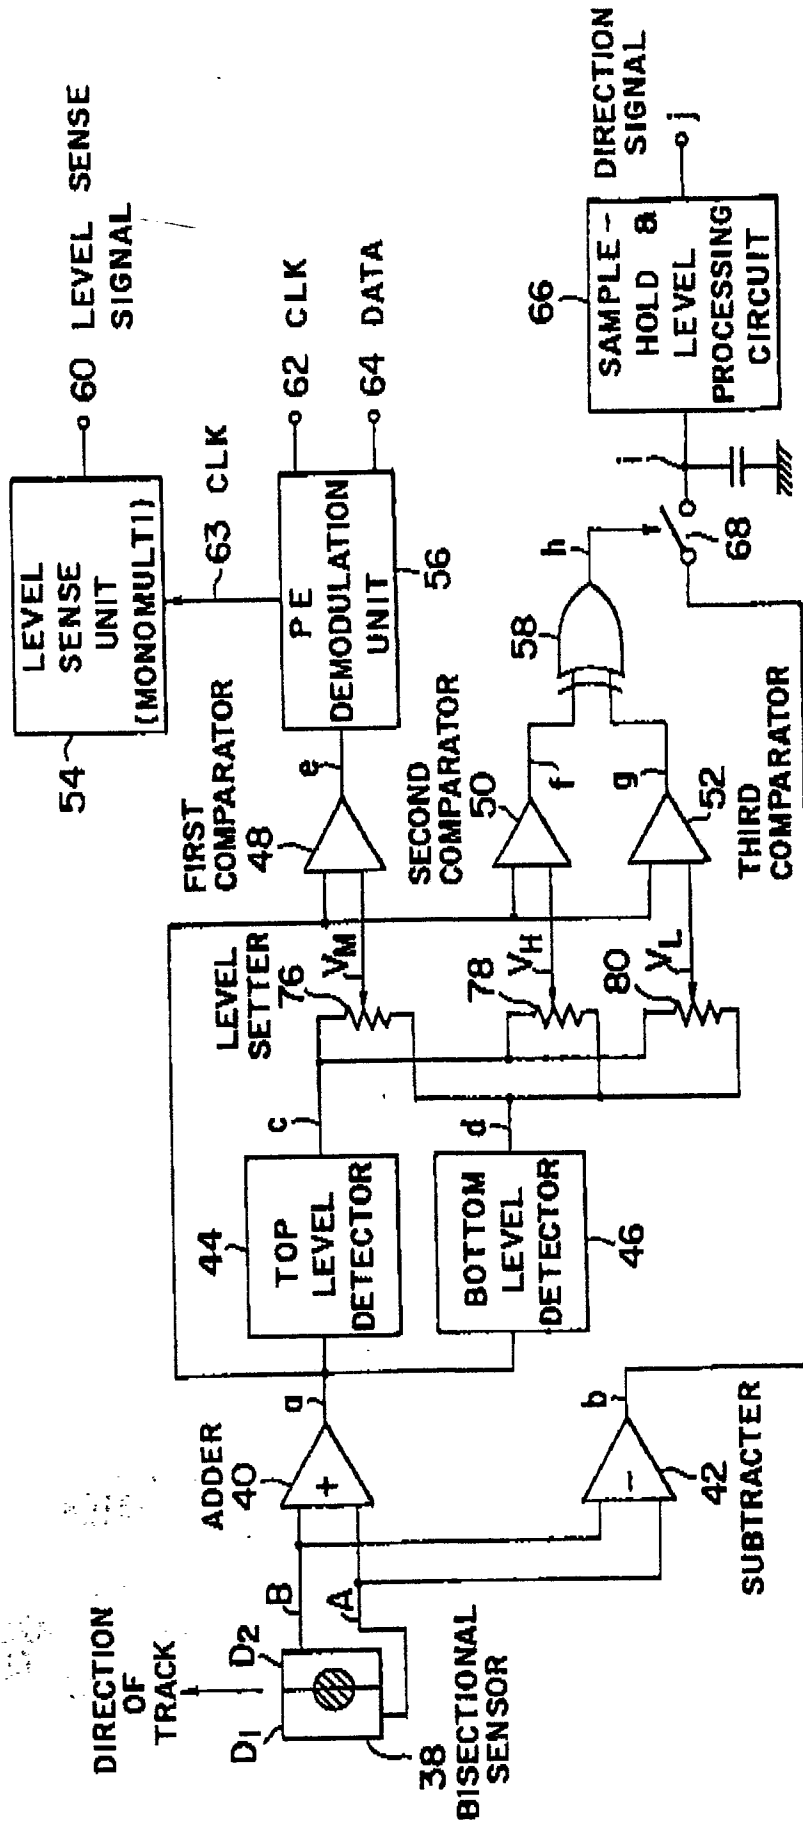 DIRECTION
OF
TRACK
D1
D2
38
BISECTIONAL
SENSOR
B
A
ADDER
40
+
a
SUBTRACTER
42
−
b
44
TOP
LEVEL
DETECTOR
c
BOTTOM
LEVEL
DETECTOR
46
d
LEVEL
SETTER
76
VM
78
VH
80
VL
FIRST
COMPARATOR
48
e
SECOND
COMPARATOR
50
f
g
52
THIRD
COMPARATOR
54
LEVEL
SENSE
UNIT
(MONOMULTI)
60 LEVEL SENSE
SIGNAL
63 CLK
PE
DEMODULATION
UNIT
56
62 CLK
64 DATA
58
h
68
i
66
SAMPLE-
HOLD &
LEVEL
PROCESSING
CIRCUIT
DIRECTION
SIGNAL
j